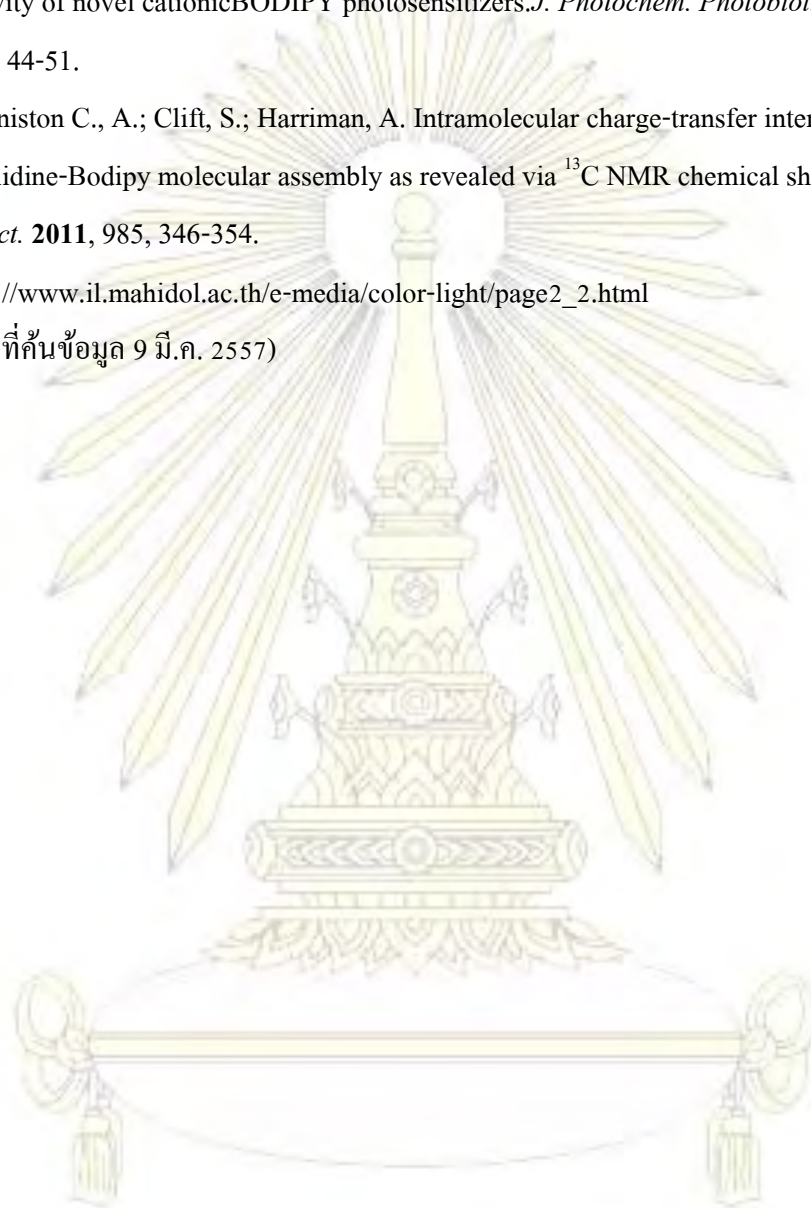 vity of novel cationicBODIPY photosensitizers.J. Photochem. Photobiol
44-51.
niston C., A.; Clift, S.; Harriman, A. Intramolecular charge-transfer inter
nidine-Bodipy molecular assembly as revealed via ¹³C NMR chemical sh
ct. 2011, 985, 346-354.
://www.il.mahidol.ac.th/e-media/color-light/page2_2.html
ที่ค้นข้อมูล 9 มี.ค. 2557)